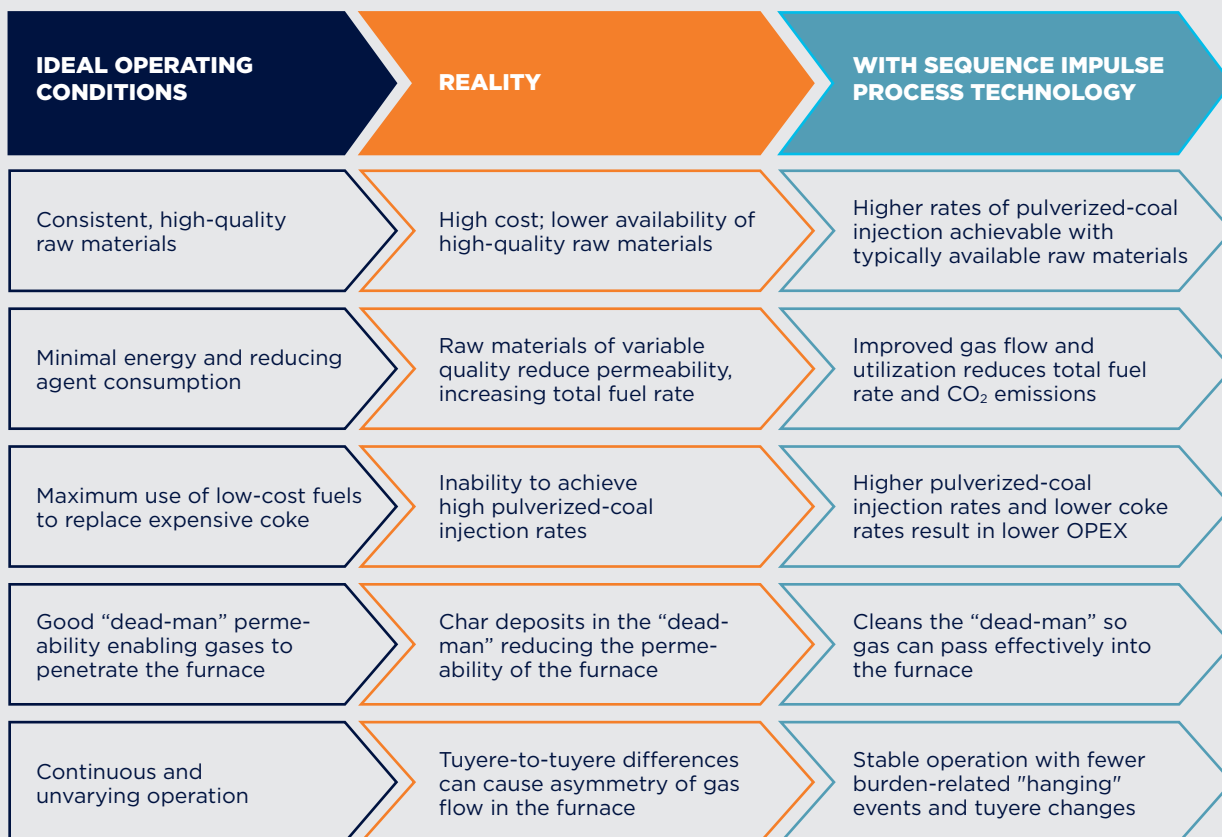 IDEAL OPERATING
CONDITIONS
REALITY
WITH SEQUENCE IMPULSE
PROCESS TECHNOLOGY
Consistent, high-quality
raw materials
High cost; lower availability of
high-quality raw materials
Higher rates of pulverized-coal
injection achievable with
typically available raw materials
Minimal energy and reducing
agent consumption
Raw materials of variable
quality reduce permeability,
increasing total fuel rate
Improved gas flow and
utilization reduces total fuel
rate and CO₂ emissions
Maximum use of low-cost fuels
to replace expensive coke
Inability to achieve
high pulverized-coal
injection rates
Higher pulverized-coal
injection rates and lower coke
rates result in lower OPEX
Good “dead-man” perme-
ability enabling gases to
penetrate the furnace
Char deposits in the “dead-
man” reducing the perme-
ability of the furnace
Cleans the “dead-man” so
gas can pass effectively into
the furnace
Continuous and
unvarying operation
Tuyere-to-tuyere differences
can cause asymmetry of gas
flow in the furnace
Stable operation with fewer
burden-related "hanging"
events and tuyere changes